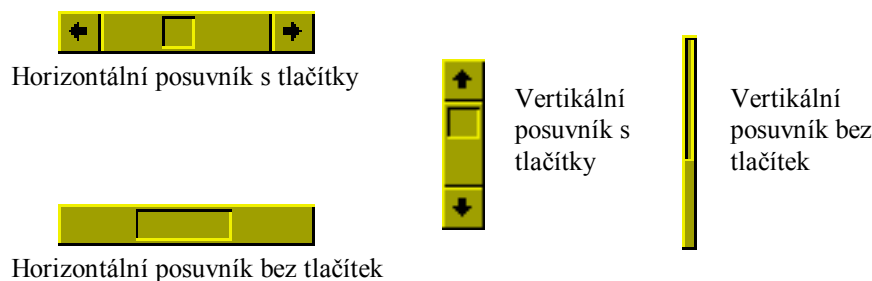 Horizontální posuvník s tlačítky
Vertikální
posuvník s
tlačítky
Vertikální
posuvník bez
tlačítek
Horizontální posuvník bez tlačítek